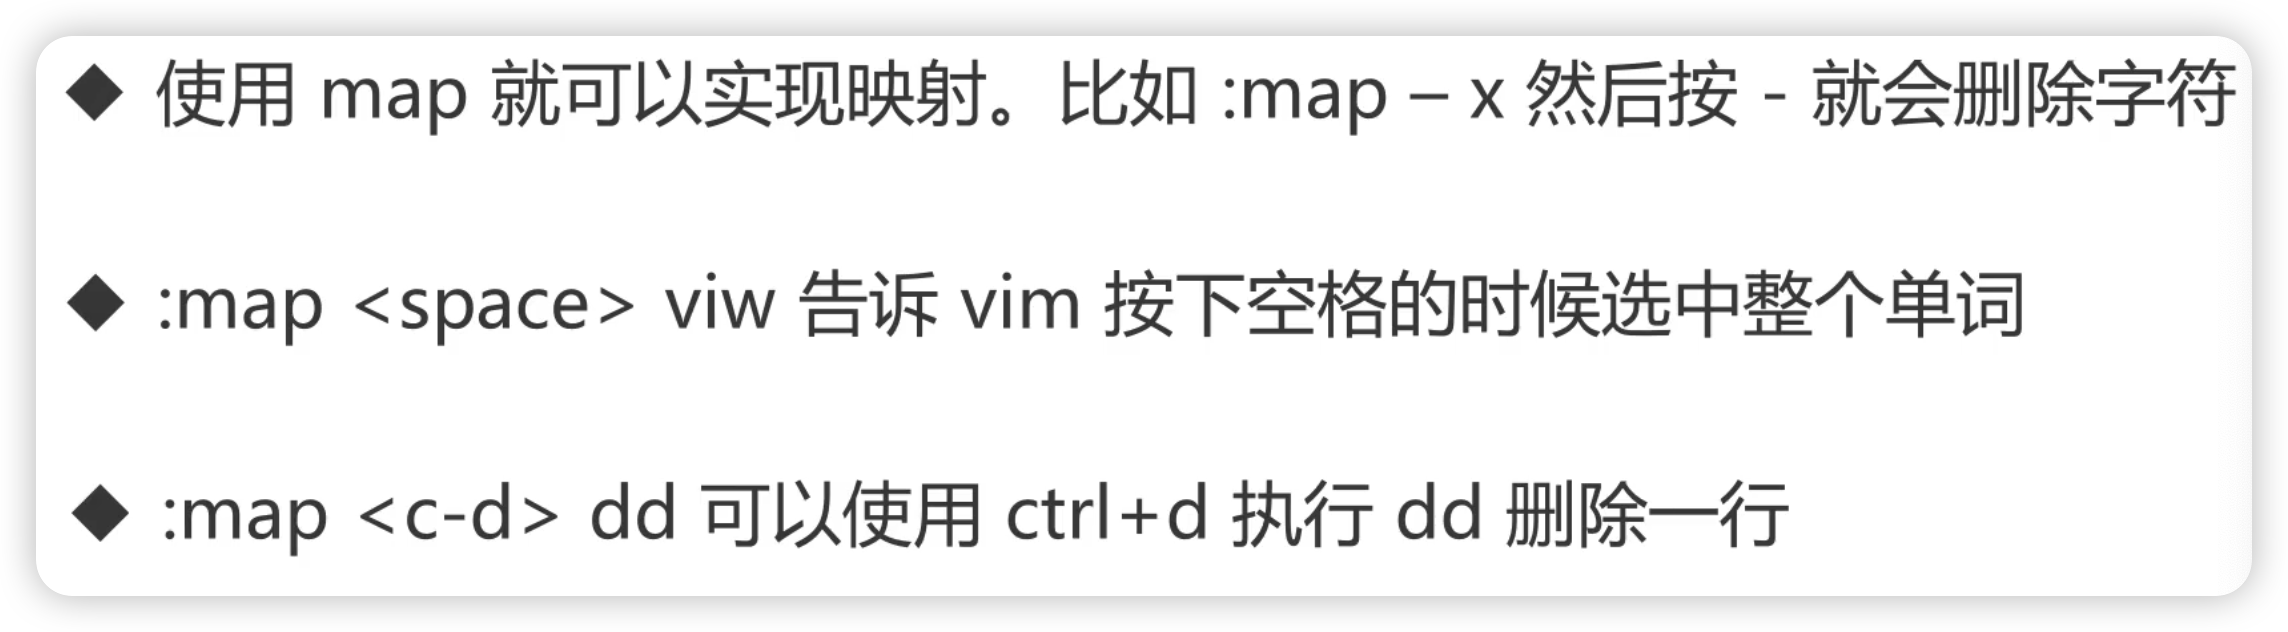 ◆ 使用 map 就可以实现映射。比如 :map – x 然后按 - 就会删除字符
◆ :map <space> viw 告诉 vim 按下空格的时候选中整个单词
◆ :map <c-d> dd 可以使用 ctrl+d 执行 dd 删除一行